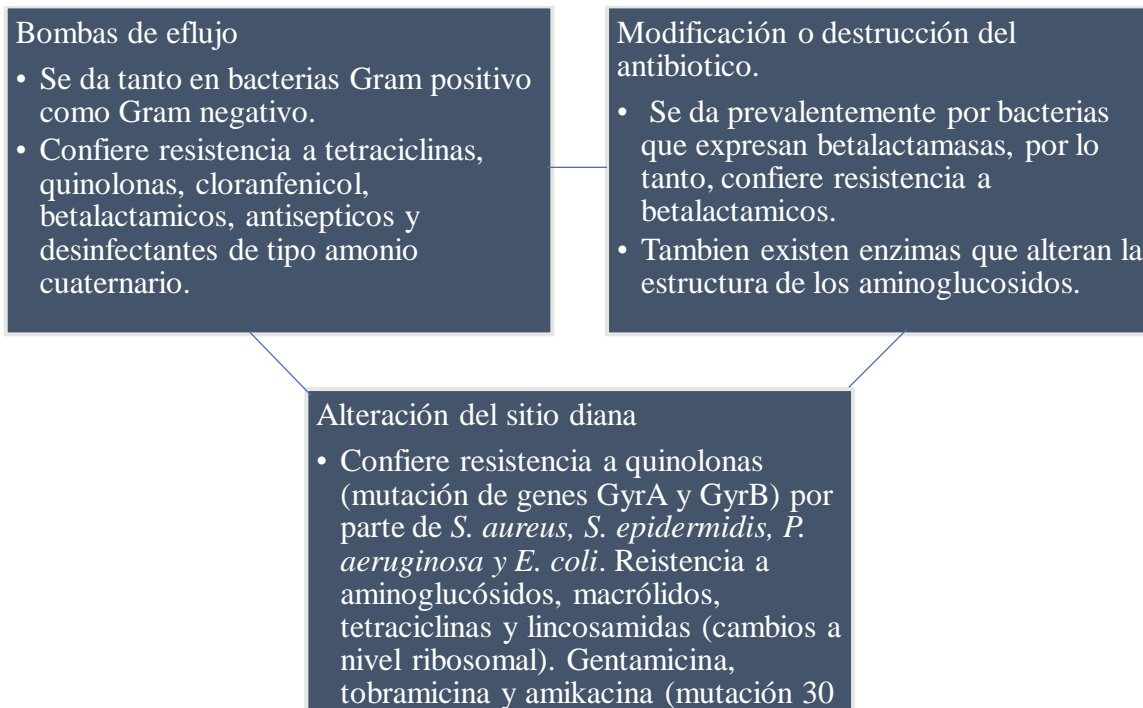 Bombas de eflujo
• Se da tanto en bacterias Gram positivo
como Gram negativo.
• Confiere resistencia a tetraciclinas,
quinolonas, cloranfenicol,
betalactamicos, antisepticos y
desinfectantes de tipo amonio
cuaternario.
Modificación o destrucción del
antibiotico.
• Se da prevalentemente por bacterias
que expresan betalactamasas, por lo
tanto, confiere resistencia a
betalactamicos.
• Tambien existen enzimas que alteran la
estructura de los aminoglucosidos.
Alteración del sitio diana
• Confiere resistencia a quinolonas
(mutación de genes GyrA y GyrB) por
parte de S. aureus, S. epidermidis, P.
aeruginosa y E. coli. Reistencia a
aminoglucósidos, macrólidos,
tetraciclinas y lincosamidas (cambios a
nivel ribosomal). Gentamicina,
tobramicina y amikacina (mutación 30